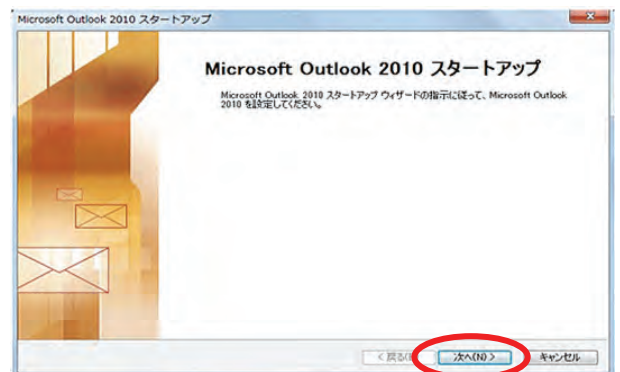 Microsoft Outlook 2010 スタートアップ
Microsoft Outlook 2010 スタートアップ
Microsoft Outlook 2010 スタートアップ ウィザードの指示に従って、Microsoft Outlook
2010 を設定してください。
< 戻る 次へ(N) > キャンセル